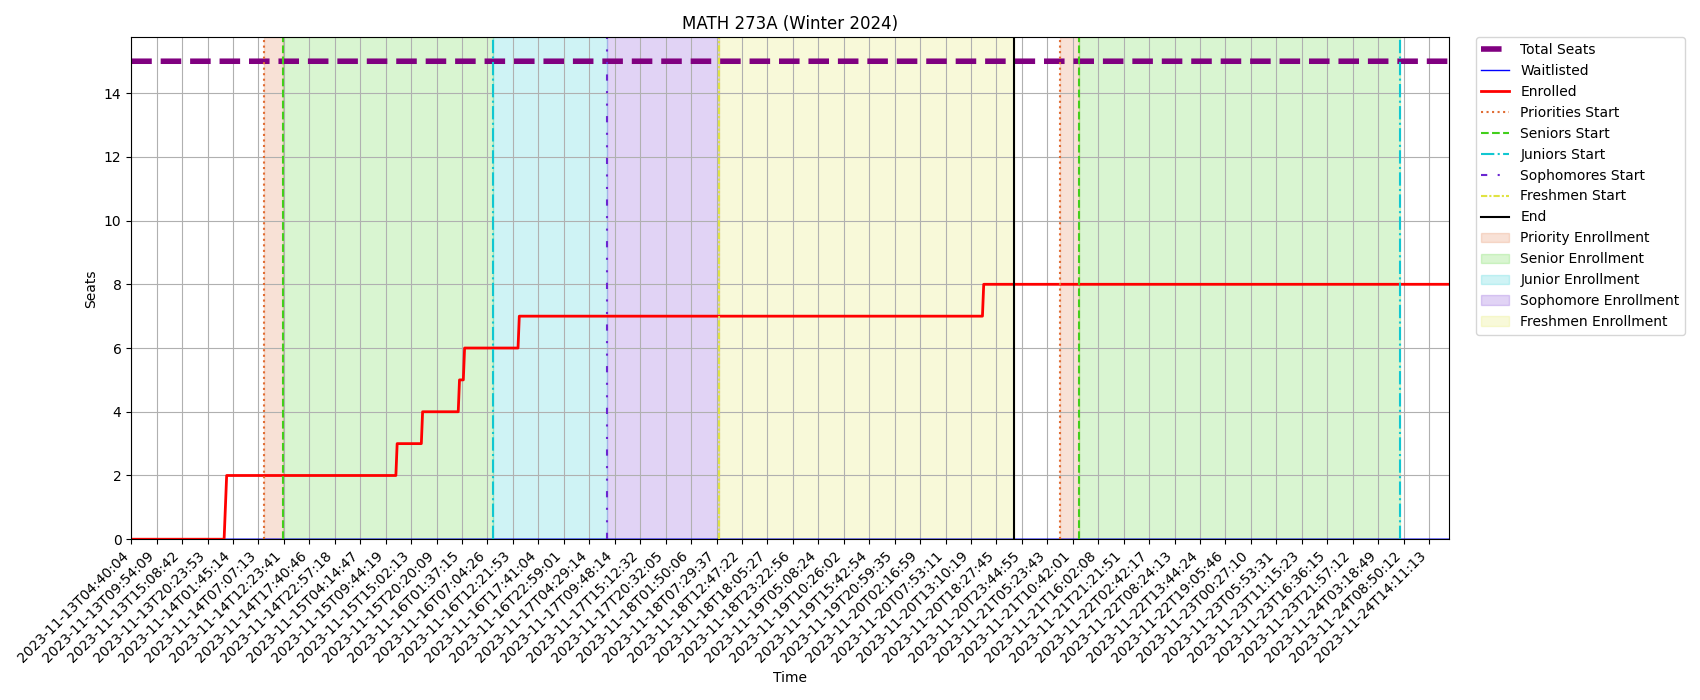 MATH 273A (Winter 2024)
Seats
14
12
10
8
6
4
2
0
2023-11-13T04:40:04
2023-11-13T09:54:09
2023-11-13T15:08:42
2023-11-13T20:23:53
2023-11-14T01:45:14
2023-11-14T07:07:13
2023-11-14T12:23:41
2023-11-14T17:40:46
2023-11-14T22:57:18
2023-11-15T04:14:47
2023-11-15T09:44:19
2023-11-15T15:02:13
2023-11-15T20:20:09
2023-11-16T01:37:15
2023-11-16T07:04:26
2023-11-16T12:21:53
2023-11-16T17:41:04
2023-11-16T22:59:01
2023-11-17T04:29:14
2023-11-17T09:48:14
2023-11-17T15:12:32
2023-11-17T20:32:05
2023-11-18T01:50:06
2023-11-18T07:29:37
2023-11-18T12:47:22
2023-11-18T18:05:27
2023-11-18T23:22:56
2023-11-19T05:08:24
2023-11-19T10:26:02
2023-11-19T15:42:54
2023-11-19T20:59:35
2023-11-20T02:16:59
2023-11-20T07:53:11
2023-11-20T13:10:19
2023-11-20T18:27:45
2023-11-20T23:44:55
2023-11-21T05:23:43
2023-11-21T10:42:01
2023-11-21T16:02:08
2023-11-21T21:21:51
2023-11-22T02:42:17
2023-11-22T08:24:13
2023-11-22T13:44:24
2023-11-22T19:05:46
2023-11-23T00:27:10
2023-11-23T05:53:31
2023-11-23T11:15:23
2023-11-23T16:36:15
2023-11-23T21:57:12
2023-11-24T03:18:49
2023-11-24T08:50:12
2023-11-24T14:11:13
Time
Total Seats
Waitlisted
Enrolled
Priorities Start
Seniors Start
Juniors Start
Sophomores Start
Freshmen Start
End
Priority Enrollment
Senior Enrollment
Junior Enrollment
Sophomore Enrollment
Freshmen Enrollment